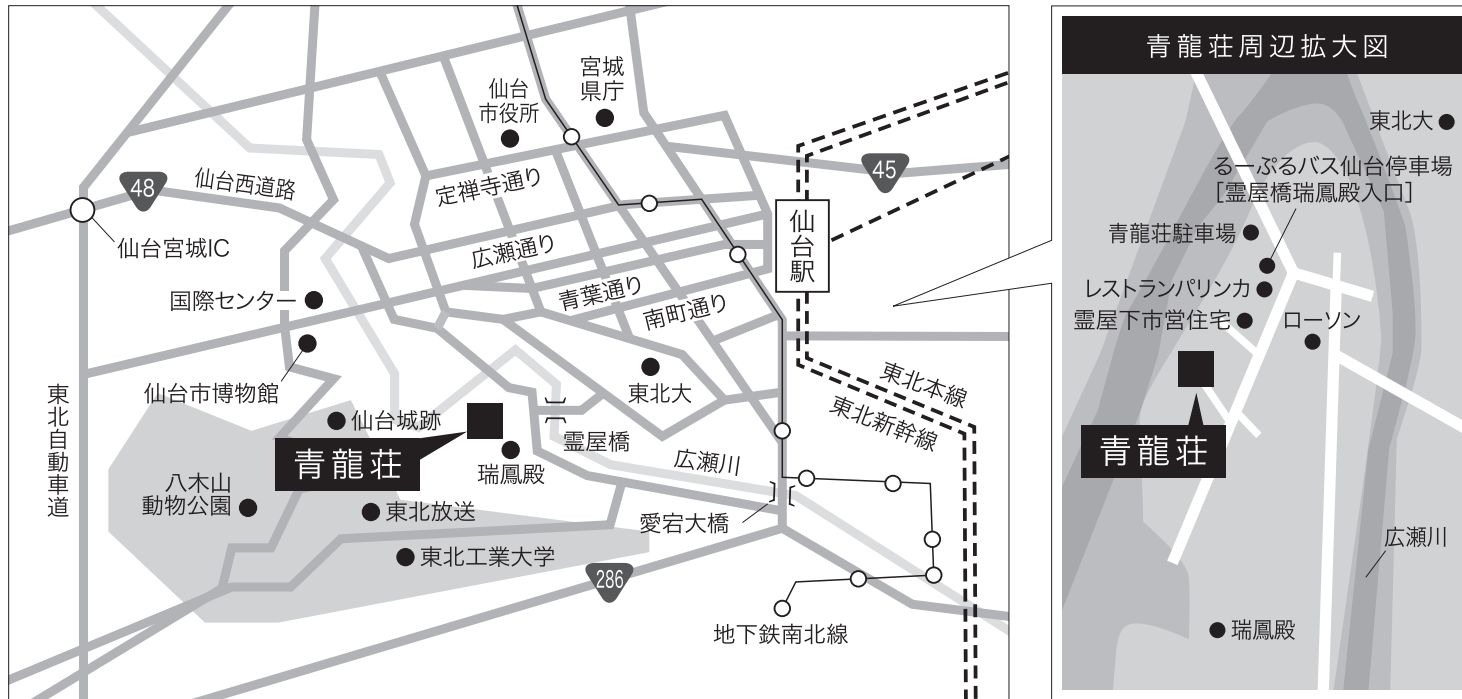 宮城
県庁
仙台
市役所
定禅寺通り
48
仙台西道路
45
仙台宮城IC
広瀬通り
仙台駅
国際センター
青葉通り
南町通り
仙台市博物館
東北大
東北本線
東北新幹線
東北自動車道
仙台城跡
青龍荘
霊屋橋
瑞鳳殿
広瀬川
八木山
動物公園
東北放送
愛宕大橋
東北工業大学
286
地下鉄南北線
青龍荘周辺拡大図
東北大
るーぷるバス仙台停車場
[霊屋橋瑞鳳殿入口]
青龍荘駐車場
レストランパリンカ
霊屋下市営住宅
ローソン
青龍荘
広瀬川
瑞鳳殿